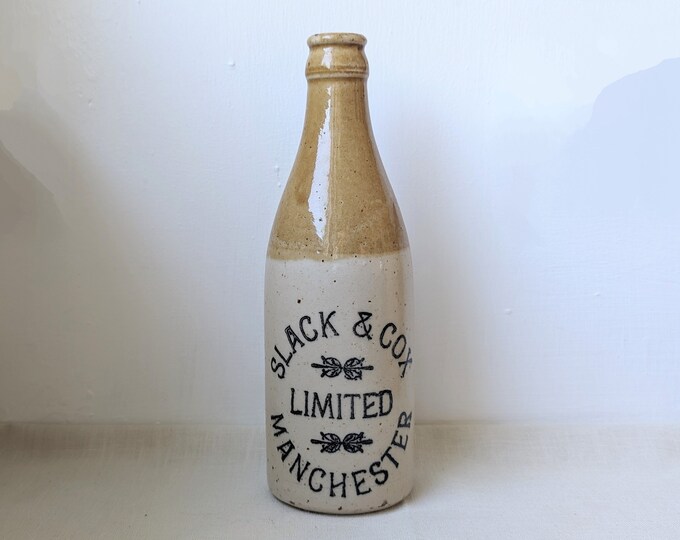 SLACK & COX
LIMITED
MANCHESTER